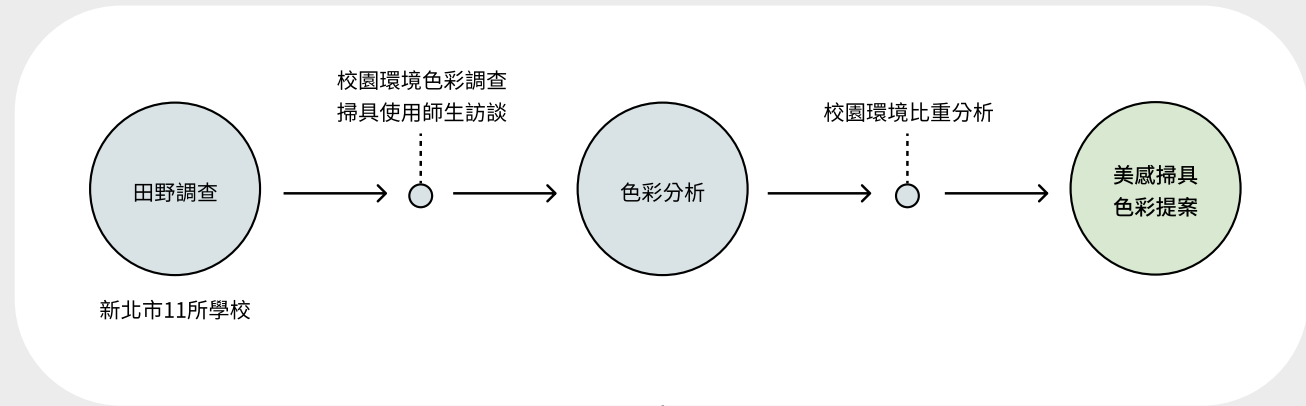 校園環境色彩調查
掃具使用師生訪談
校園環境比重分析
田野調查
色彩分析
美感掃具
色彩提案
新北市11所學校